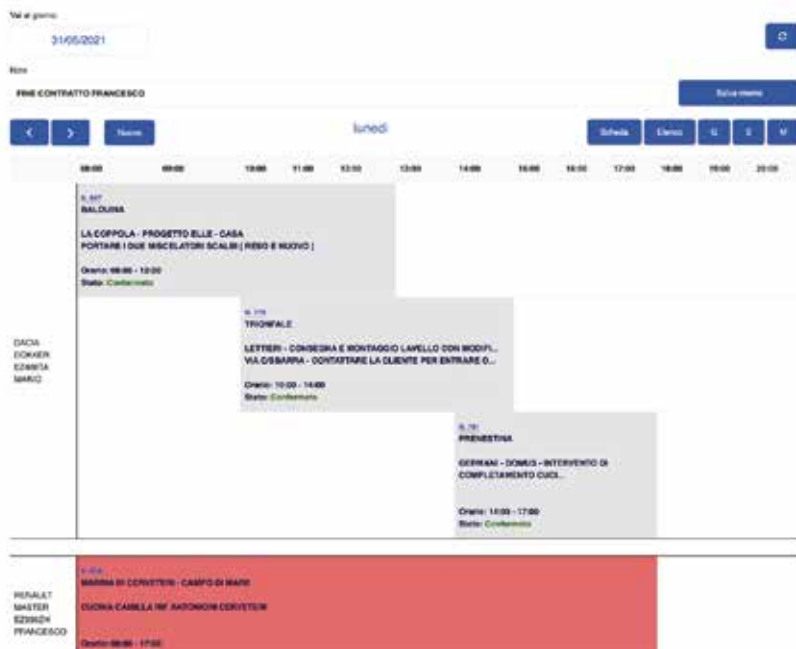 Vai al giorno:
31/05/2021
Note
FINE CONTRATTO FRANCESCO
Salva memo
Nuovo
lunedì
Scheda
Elenco
G
S
M
08:00 09:00 10:00 11:00 12:00 13:00 14:00 15:00 16:00 17:00 18:00 19:00 20:00
BALDUINA
LA COPPOLA - PROGETTO ELLE - CASA
PORTARE I DUE MISCELATORI SCALINI ( RESO E NUOVO )
Orario: 08:00 - 12:00
Stato: Confermato
TRIONFALE
LETTIERI - CONSEGNA E MONTAGGIO LAVELLO CON MODIFI...
VIA - CONTATTARE LA CLIENTE PER ENTRARE
Orario: 10:00 - 14:00
Stato: Confermato
DACIA
DOKKER
MARIO
PRENESTINA
GERMANI - DOMUS - INTERVENTO DI
COMPLETAMENTO CUCI...
Orario: 14:00 - 17:00
Stato: Confermato
MARINA DI CERVETERI - CAMPO DI MARE
CUCINA CAMILLA ANTONIONI CERVETERI
Orario: 08:00 - 17:00
RENAULT
MASTER
FRANCESCO